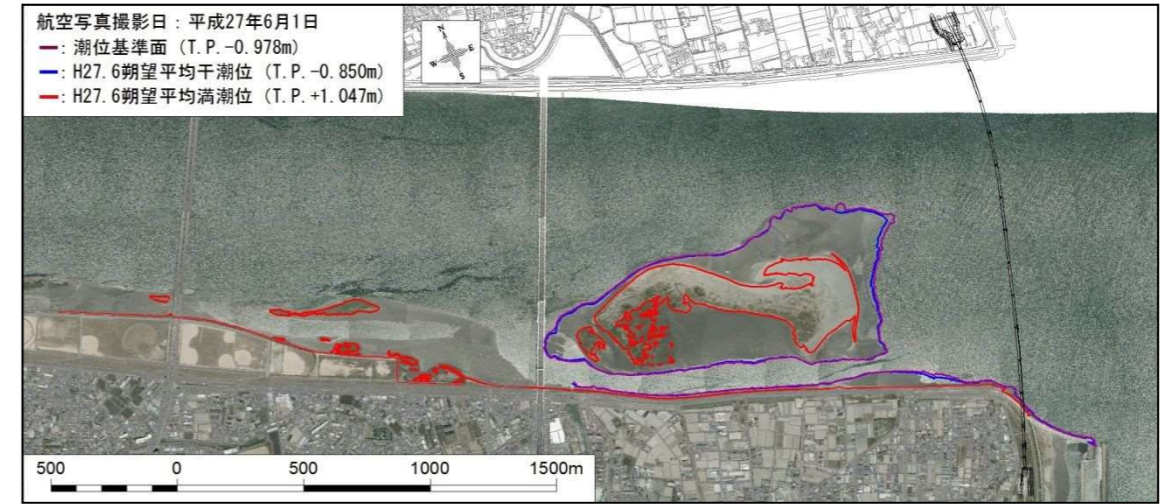 航空写真撮影日：平成27年6月1日
━：潮位基準面（T.P.-0.978m）
━：H27.6朔望平均干潮位（T.P.-0.850m）
━：H27.6朔望平均満潮位（T.P.+1.047m）
N
E
W
S
500 0 500 1000 1500m